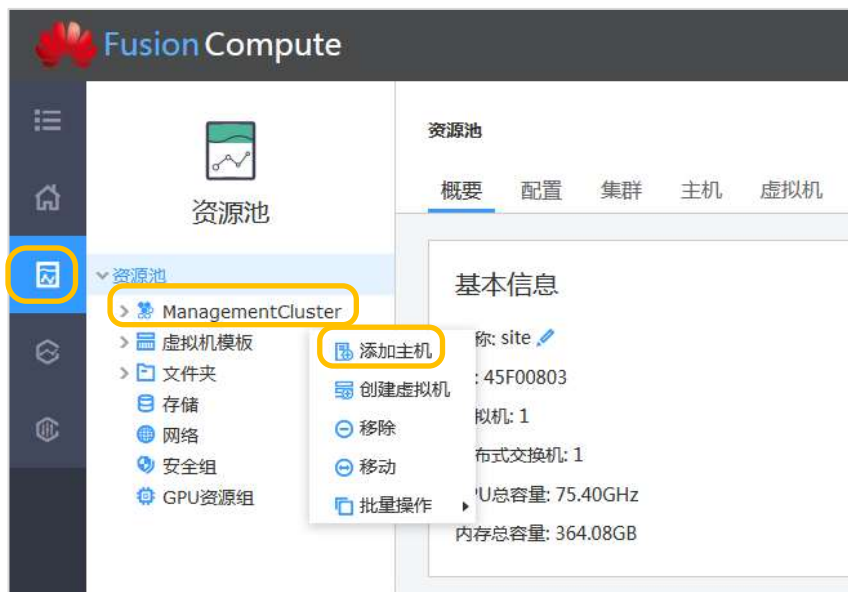 Fusion Compute
资源池
资源池
概要 配置 集群 主机 虚拟机
资源池
ManagementCluster
虚拟机模板
文件夹
存储
网络
安全组
GPU资源组
添加主机
创建虚拟机
移除
移动
批量操作
基本信息
称: site
: 45F00803
拟机: 1
布式交换机: 1
PU总容量: 75.40GHz
内存总容量: 364.08GB